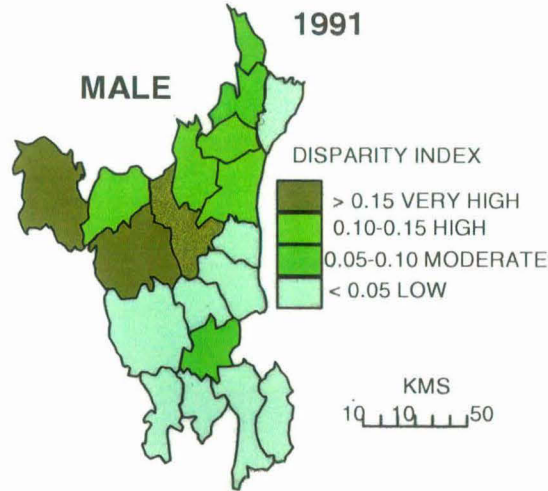 1991
MALE
DISPARITY INDEX
> 0.15 VERY HIGH
0.10-0.15 HIGH
0.05-0.10 MODERATE
< 0.05 LOW
KMS
10 10 50